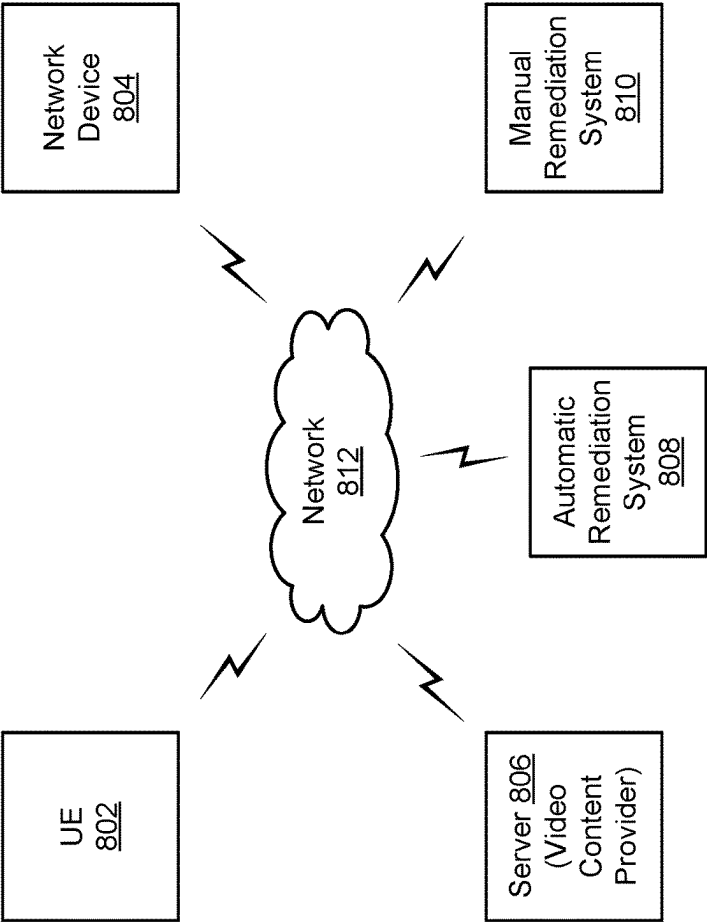 UE
802
Network
Device
804
Network
812
Server 806
(Video
Content
Provider)
Automatic
Remediation
System
808
Manual
Remediation
System
810